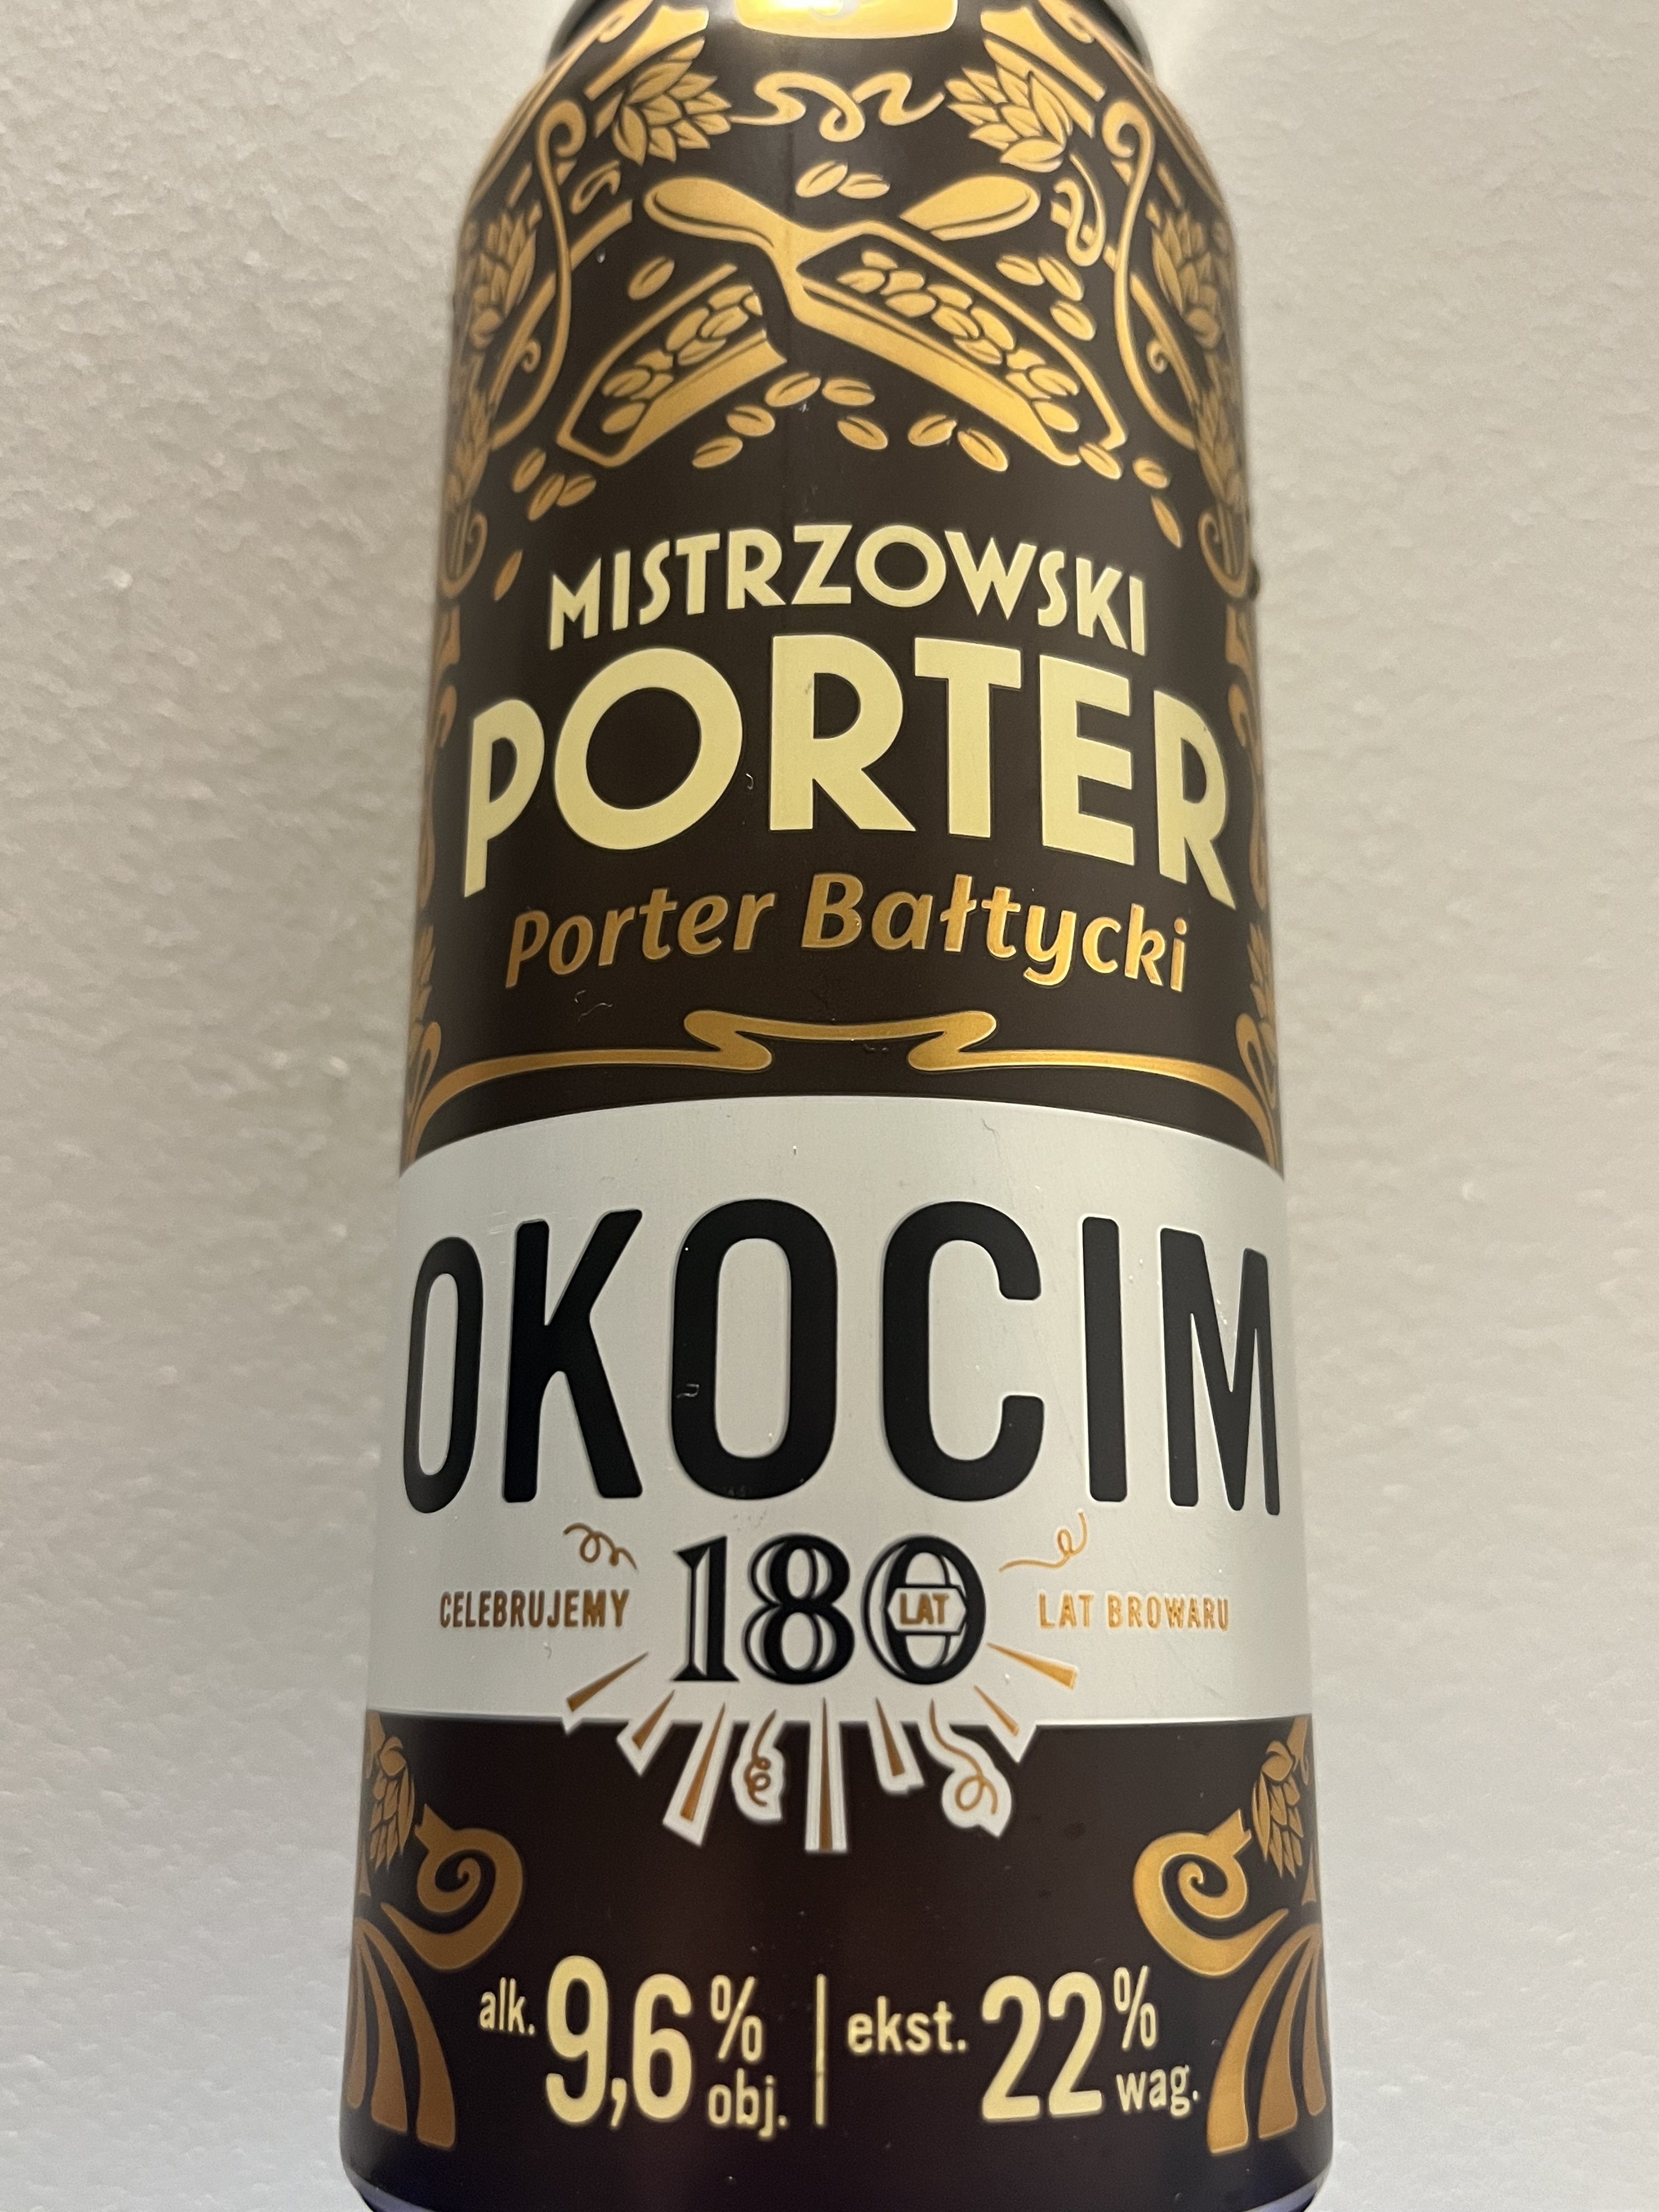 MISTRZOWSKI
PORTER
Porter Bałtycki
OKOCIM
CELEBRUJEMY 180 LAT LAT BROWARU
alk. 9,6% obj. | ekst. 22% wag.